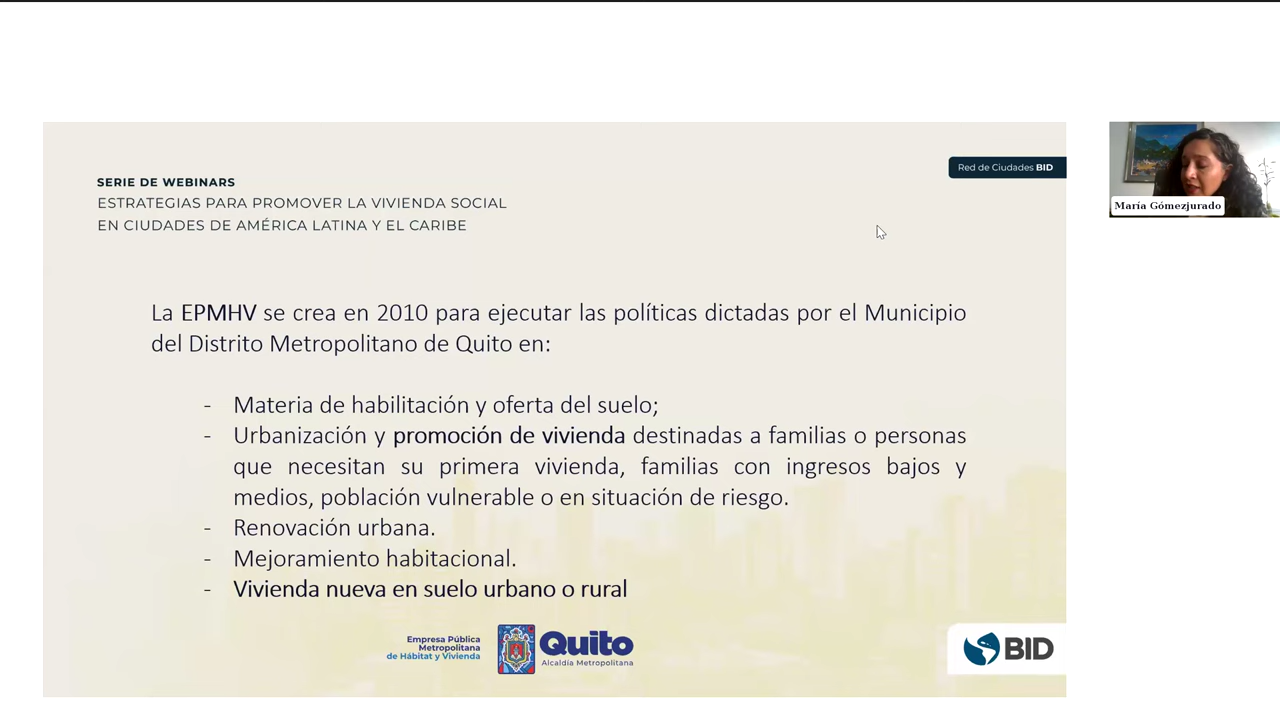 SERIE DE WEBINARS
ESTRATEGIAS PARA PROMOVER LA VIVIENDA SOCIAL
EN CIUDADES DE AMÉRICA LATINA Y EL CARIBE
Red de Ciudades BID
María Gómezjurado
La EPMHV se crea en 2010 para ejecutar las políticas dictadas por el Municipio
del Distrito Metropolitano de Quito en:
- Materia de habilitación y oferta del suelo;
- Urbanización y promoción de vivienda destinadas a familias o personas
que necesitan su primera vivienda, familias con ingresos bajos y
medios, población vulnerable o en situación de riesgo.
- Renovación urbana.
- Mejoramiento habitacional.
- Vivienda nueva en suelo urbano o rural
Empresa Pública
Metropolitana
de Hábitat y Vivienda
Quito
Alcaldía Metropolitana
BID